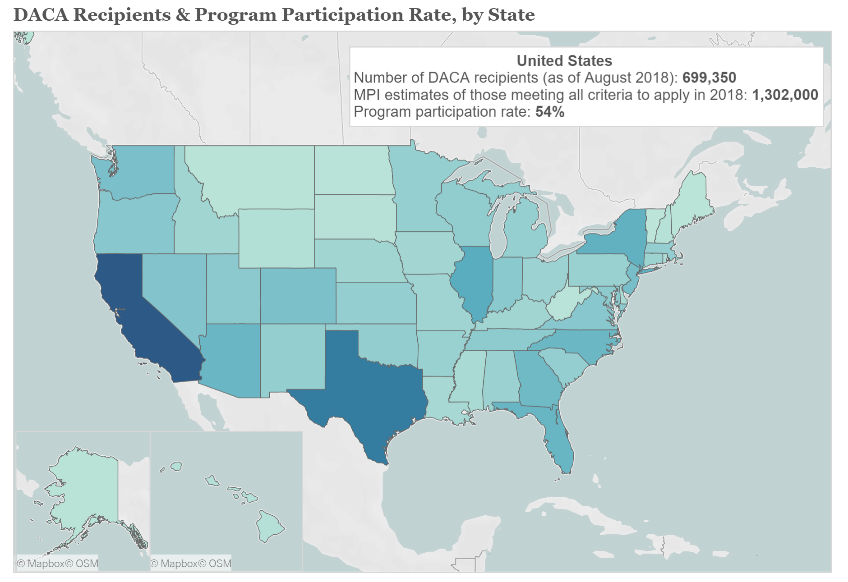 DACA Recipients & Program Participation Rate, by State
United States
Number of DACA recipients (as of August 2018): 699,350
MPI estimates of those meeting all criteria to apply in 2018: 1,302,000
Program participation rate: 54%
© Mapbox© OSM
© Mapbox© OSM